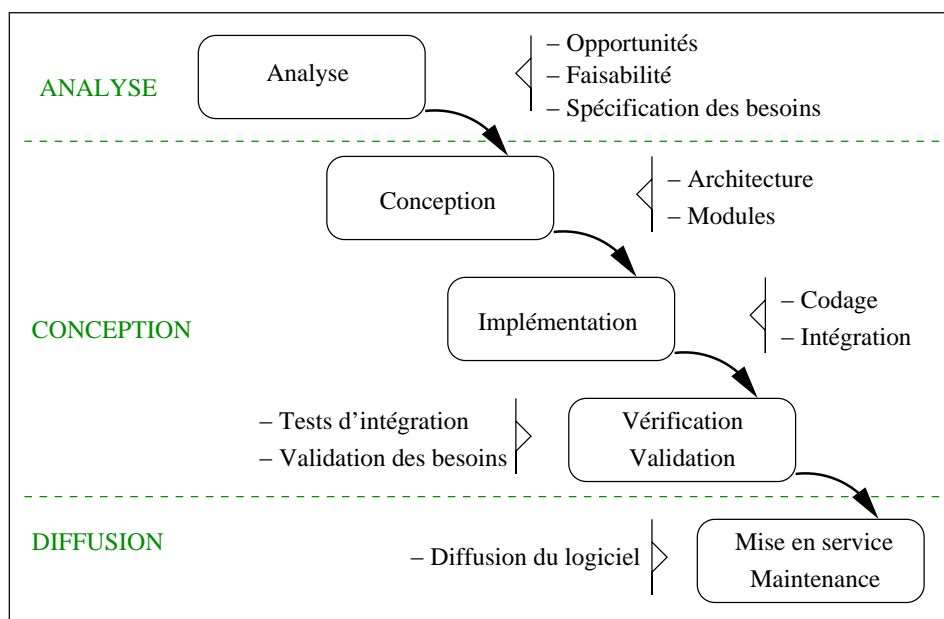 ANALYSE
Analyse
– Opportunités
– Faisabilité
– Spécification des besoins
CONCEPTION
Conception
– Architecture
– Modules
Implémentation
– Codage
– Intégration
– Tests d'intégration
– Validation des besoins
Vérification
Validation
DIFFUSION
– Diffusion du logiciel
Mise en service
Maintenance